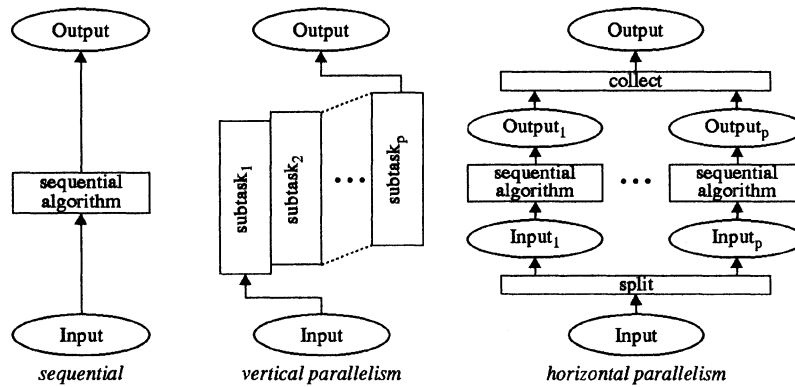 Output
sequential
algorithm
Input
sequential
Output
subtask1
subtask2
• • •
subtaskp
Input
vertical parallelism
Output
collect
Output1
Outputp
sequential
algorithm
• • •
sequential
algorithm
Input1
Inputp
split
Input
horizontal parallelism